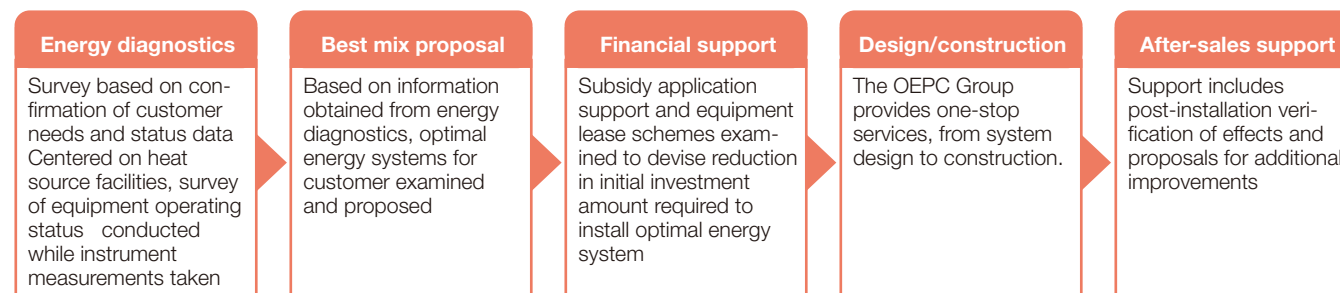 Energy diagnostics
Survey based on con-
firmation of customer
needs and status data
Centered on heat
source facilities, survey
of equipment operating
status conducted
while instrument
measurements taken
Best mix proposal
Based on information
obtained from energy
diagnostics, optimal
energy systems for
customer examined
and proposed
Financial support
Subsidy application
support and equipment
lease schemes exam-
ined to devise reduction
in initial investment
amount required to
install optimal energy
system
Design/construction
The OEPC Group
provides one-stop
services, from system
design to construction.
After-sales support
Support includes
post-installation veri-
fication of effects and
proposals for additional
improvements